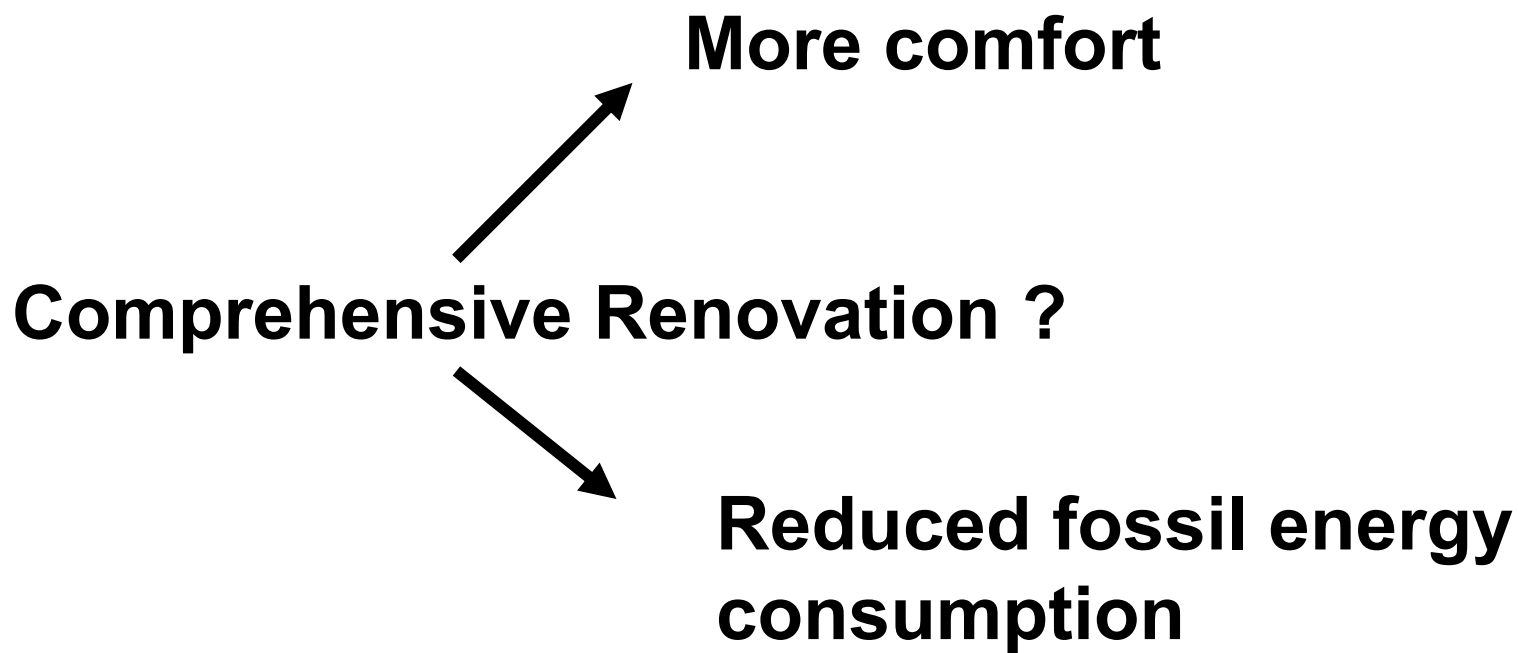 More comfort
Comprehensive Renovation ?
Reduced fossil energy
consumption